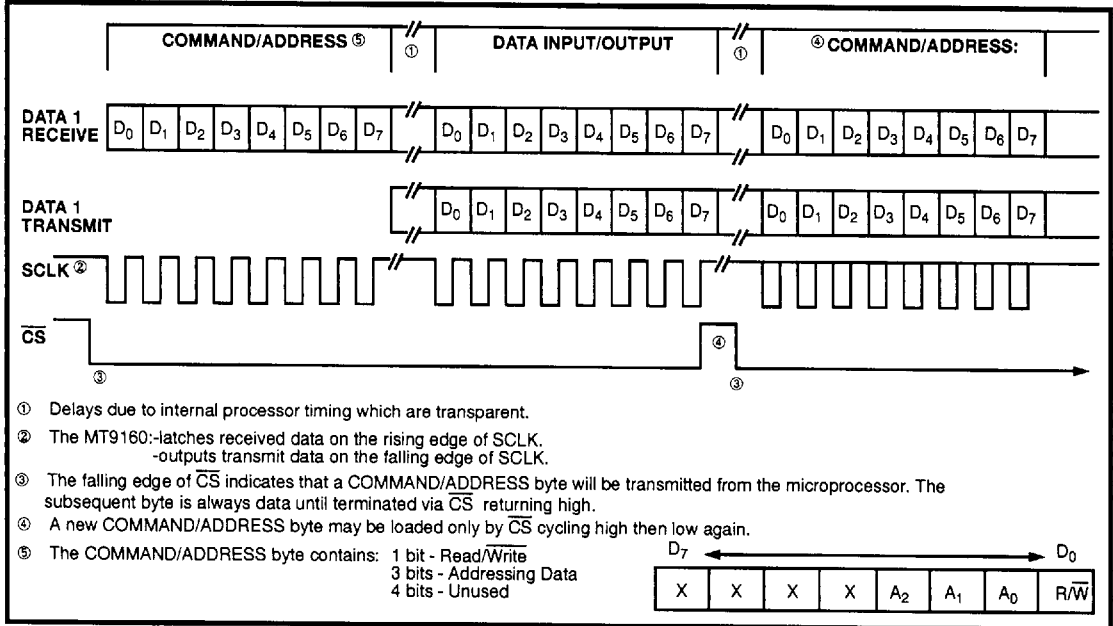 COMMAND/ADDRESS ⑤ ① DATA INPUT/OUTPUT ① ④ COMMAND/ADDRESS:
DATA 1
RECEIVE D0 D1 D2 D3 D4 D5 D6 D7 D0 D1 D2 D3 D4 D5 D6 D7 D0 D1 D2 D3 D4 D5 D6 D7
DATA 1
TRANSMIT D0 D1 D2 D3 D4 D5 D6 D7 D0 D1 D2 D3 D4 D5 D6 D7
SCLK ②
C̅S̅ ③ ④ ③
① Delays due to internal processor timing which are transparent.
② The MT9160:-latches received data on the rising edge of SCLK.
-outputs transmit data on the falling edge of SCLK.
③ The falling edge of C̅S̅ indicates that a COMMAND/ADDRESS byte will be transmitted from the microprocessor. The
subsequent byte is always data until terminated via C̅S̅ returning high.
④ A new COMMAND/ADDRESS byte may be loaded only by C̅S̅ cycling high then low again.
⑤ The COMMAND/ADDRESS byte contains: 1 bit - Read/W̅r̅i̅t̅e̅
3 bits - Addressing Data
4 bits - Unused
D7 D0
X X X X A2 A1 A0 R/W̅